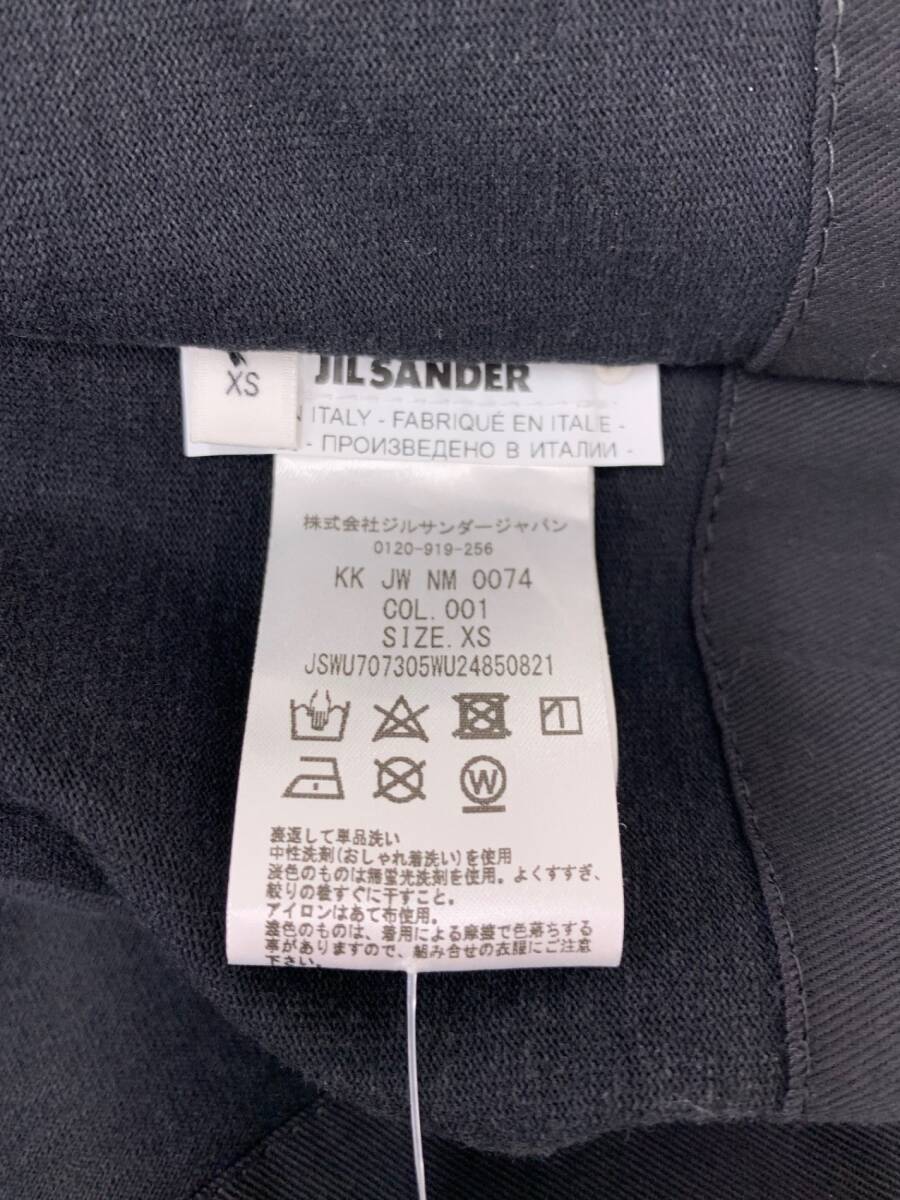 XS
JIL SANDER
ITALY - FABRIQUÉ EN ITALIE -
- ПРОИЗВЕДЕНО В ИТАЛИИ -
株式会社ジルサンダージャパン
0120-919-256
KK JW NM 0074
COL.001
SIZE.XS
JSWU707305WU24850821
W
裏返して単品洗い
中性洗剤(おしゃれ着洗い)を使用
淡色のものは無蛍光洗剤を使用。よくすすぎ、
絞りの後すぐに干すこと。
アイロンはあて布使用。
濃色のものは、着用による摩擦で色落ちする
事がありますので、組み合せの衣服にご注意
下さい。